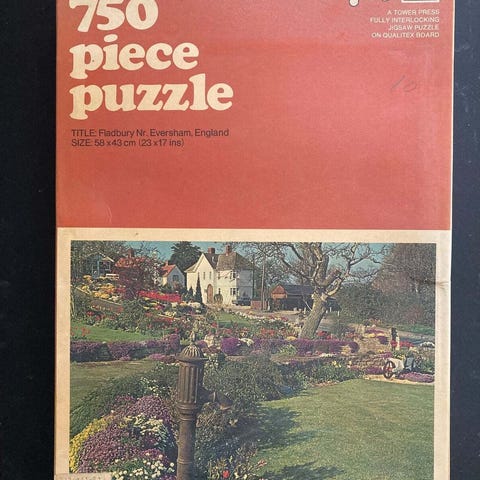 750
piece
puzzle
A TOWER PRESS
FULLY INTERLOCKING
JIGSAW PUZZLE
ON QUALITEX BOARD
10
TITLE: Fladbury Nr. Eversham, England
SIZE: 58 x 43 cm (23 x 17 ins)